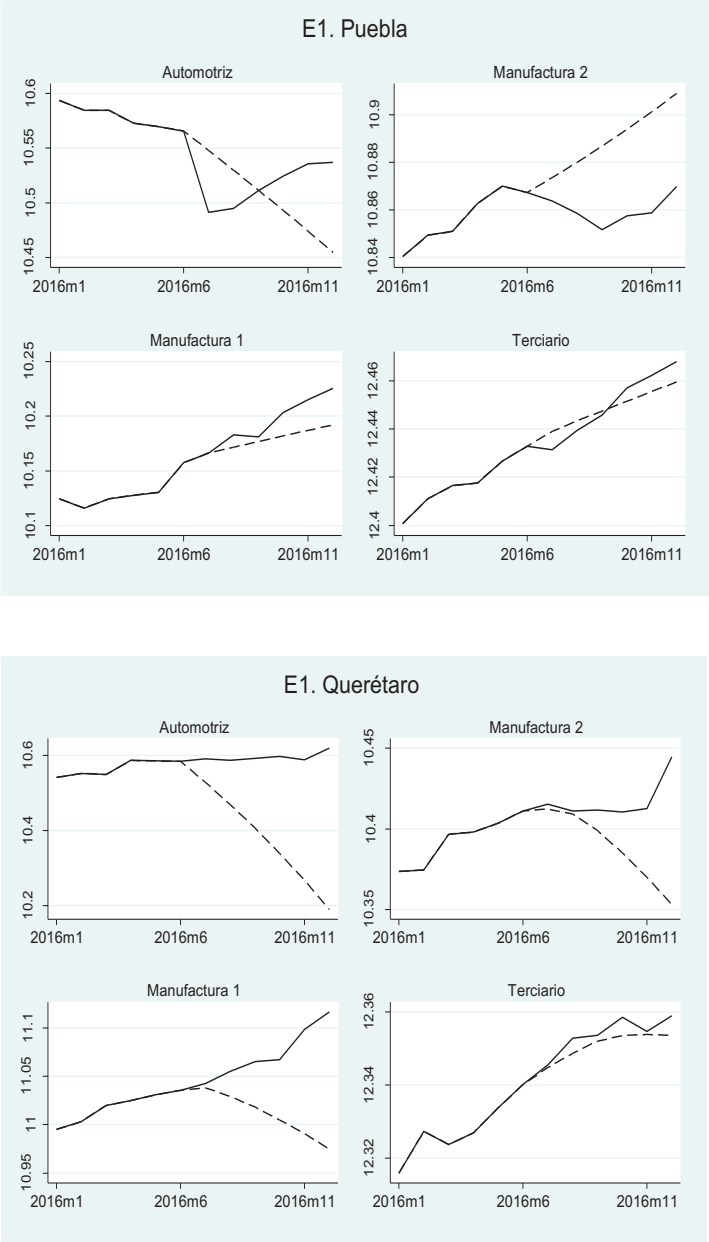 E1. Puebla
Automotriz
10.6
10.55
10.5
10.45
2016m1
2016m6
2016m11
Manufactura 2
10.9
10.88
10.86
10.84
2016m1
2016m6
2016m11
Manufactura 1
10.25
10.2
10.15
10.1
2016m1
2016m6
2016m11
Terciario
12.46
12.44
12.42
12.4
2016m1
2016m6
2016m11
E1. Querétaro
Automotriz
10.6
10.4
10.2
2016m1
2016m6
2016m11
Manufactura 2
10.45
10.4
10.35
2016m1
2016m6
2016m11
Manufactura 1
11.1
11.05
11
10.95
2016m1
2016m6
2016m11
Terciario
12.36
12.34
12.32
2016m1
2016m6
2016m11